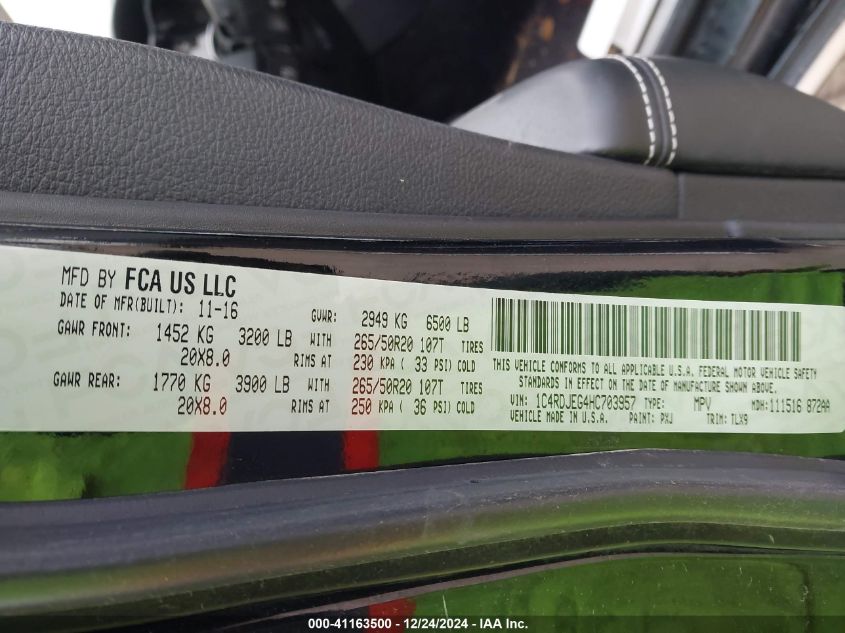 MFD BY FCA US LLC
DATE OF MFR(BUILT): 11-16 GVWR: 2949 KG 6500 LB
GAWR FRONT: 1452 KG 3200 LB WITH 265/50R20 107T TIRES
20X8.0 RIMS AT 230 KPA ( 33 PSI) COLD
GAWR REAR: 1770 KG 3900 LB WITH 265/50R20 107T TIRES
20X8.0 RIMS AT 250 KPA ( 36 PSI) COLD
THIS VEHICLE CONFORMS TO ALL APPLICABLE U.S.A. FEDERAL MOTOR VEHICLE SAFETY
STANDARDS IN EFFECT ON THE DATE OF MANUFACTURE SHOWN ABOVE.
VIN: 1C4RDJEG4HC703957 TYPE: MPV MDH:111516 872AA
VEHICLE MADE IN U.S.A. PAINT: PXJ TRIM: TLX9
000-41163500 - 12/24/2024 - IAA Inc.